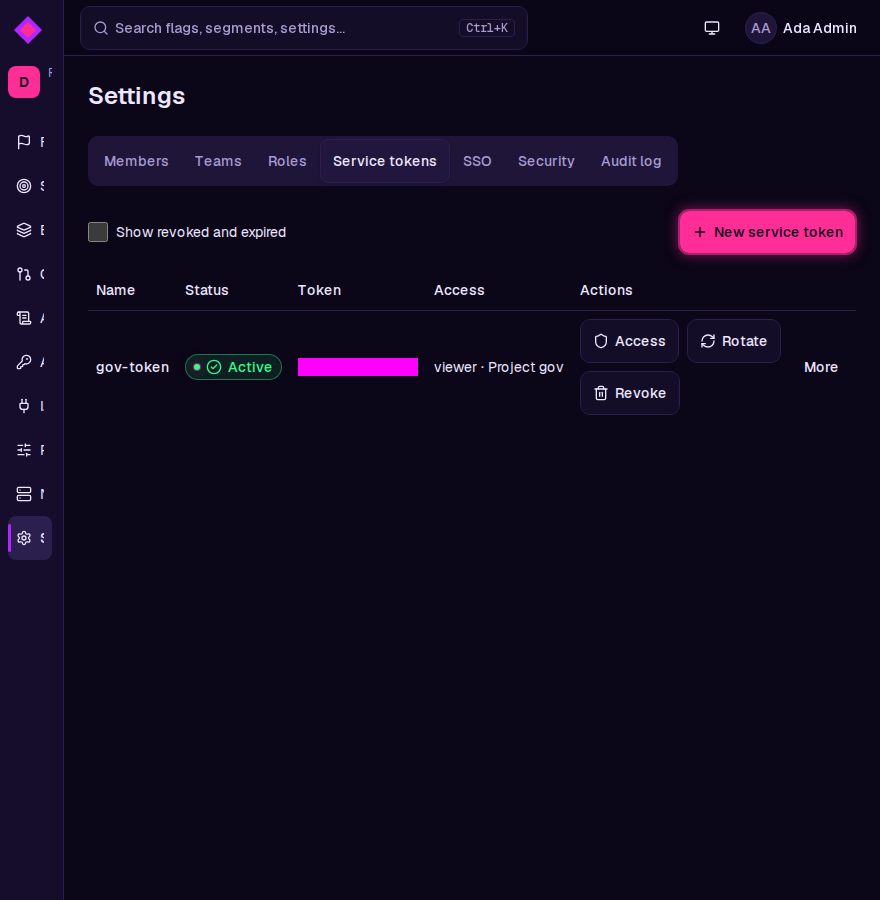 Search flags, segments, settings...
Ctrl+K
AA
Ada Admin
D
Settings
Members
Teams
Roles
Service tokens
SSO
Security
Audit log
Show revoked and expired
New service token
Name
Status
Token
Access
Actions
gov-token
Active
viewer · Project gov
Access
Rotate
Revoke
More